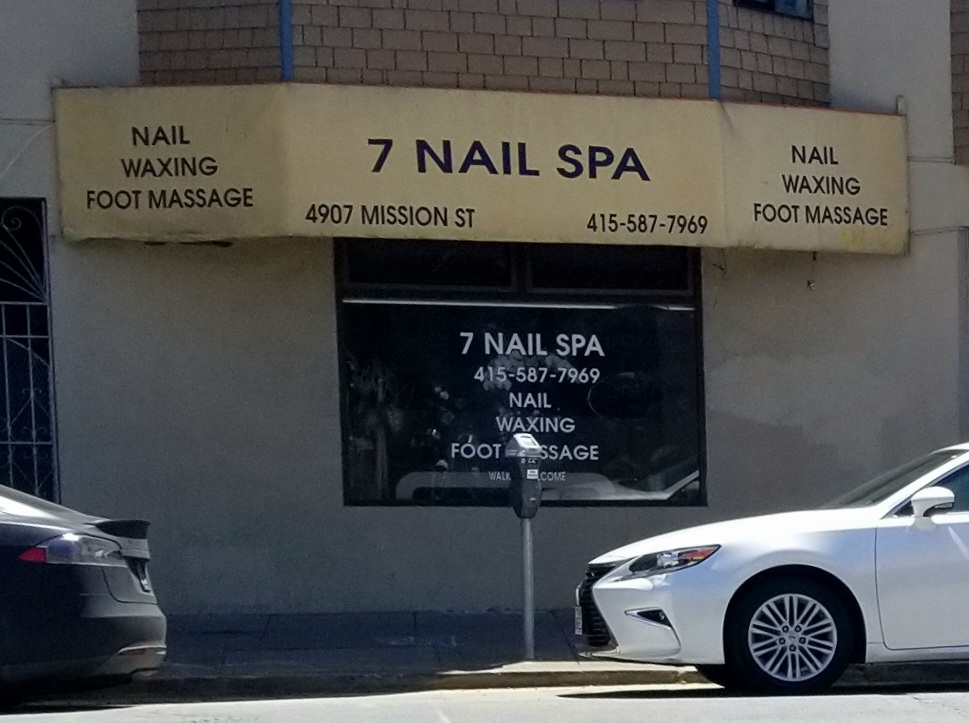 NAIL
WAXING
FOOT MASSAGE
7 NAIL SPA
4907 MISSION ST
415-587-7969
NAIL
WAXING
FOOT MASSAGE
7 NAIL SPA
415-587-7969
NAIL
WAXING
FOOT